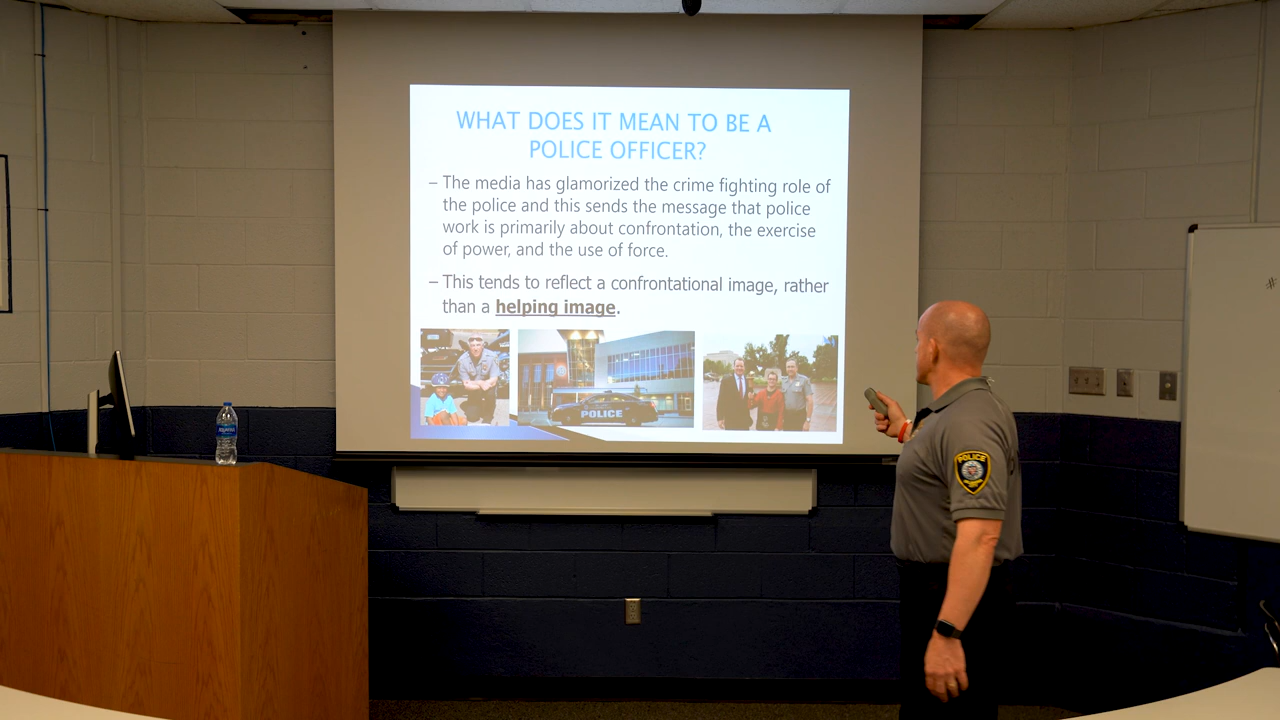 WHAT DOES IT MEAN TO BE A
POLICE OFFICER?
– The media has glamorized the crime fighting role of
the police and this sends the message that police
work is primarily about confrontation, the exercise
of power, and the use of force.
– This tends to reflect a confrontational image, rather
than a helping image.
POLICE
POLICE
#